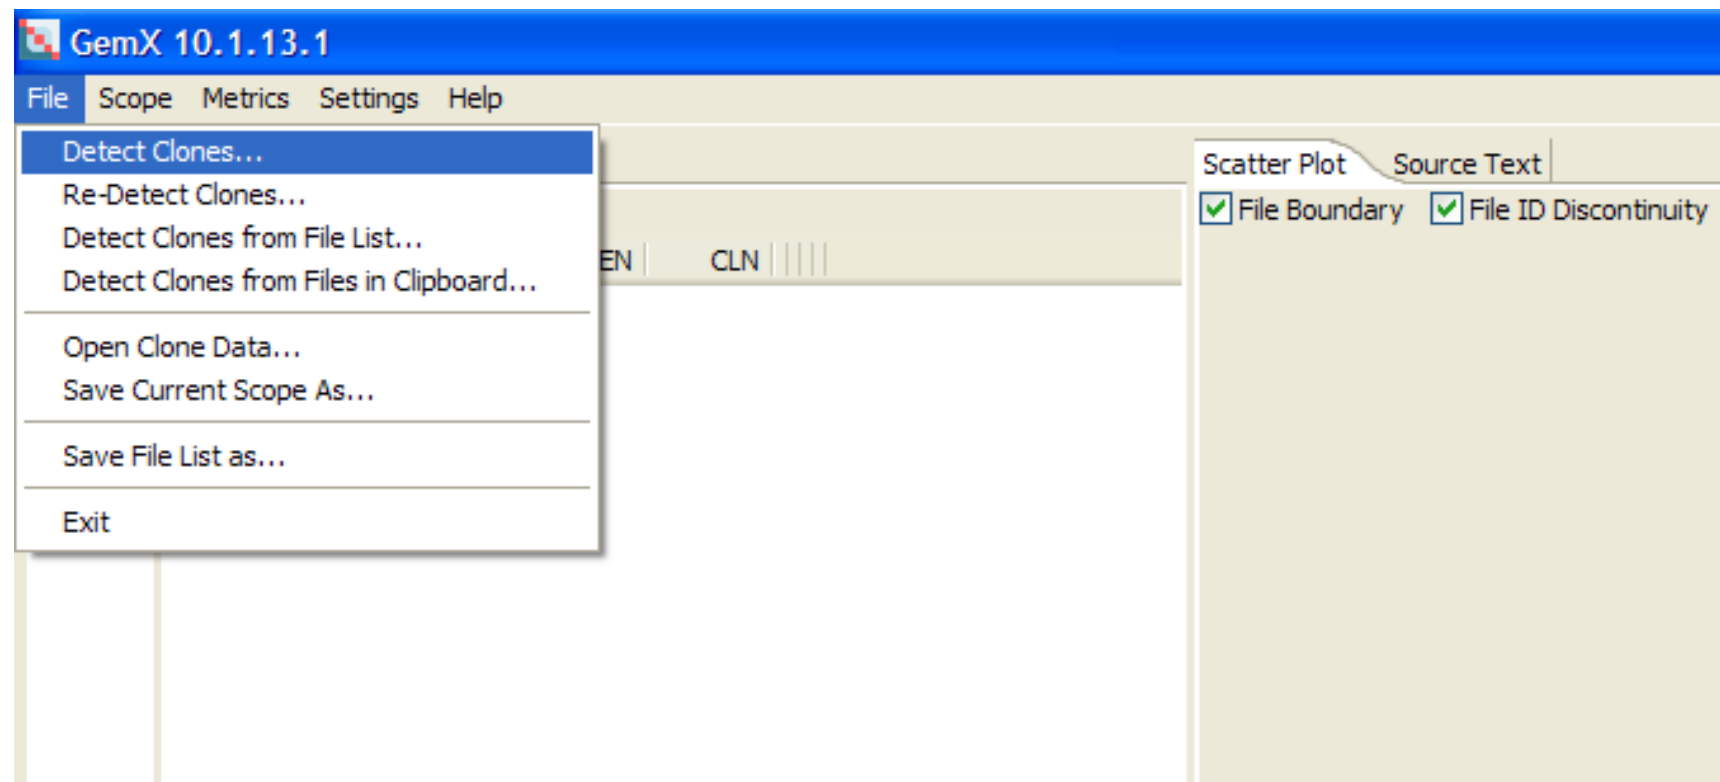 GemX 10.1.13.1
File Scope Metrics Settings Help
Detect Clones...
Re-Detect Clones...
Detect Clones from File List...
Detect Clones from Files in Clipboard...
Open Clone Data...
Save Current Scope As...
Save File List as...
Exit
EN CLN
Scatter Plot Source Text
File Boundary File ID Discontinuity